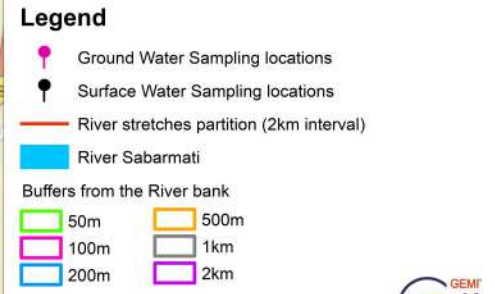 Legend
Ground Water Sampling locations
Surface Water Sampling locations
River stretches partition (2km interval)
River Sabarmati
Buffers from the River bank
50m 500m
100m 1km
200m 2km